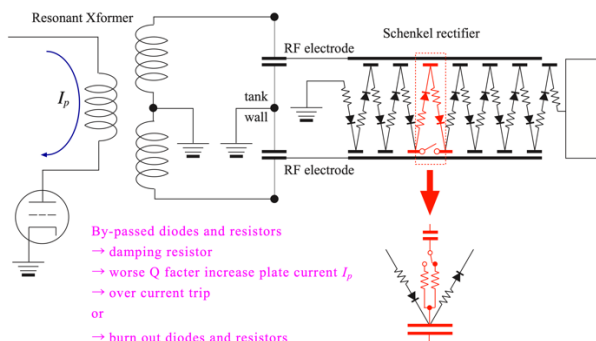 Resonant Xformer
Schenkel rectifier
RF electrode
Ip
tank
wall
RF electrode
By-passed diodes and resistors
→ damping resistor
→ worse Q facter increase plate current Ip
→ over current trip
or
→ burn out diodes and resistors